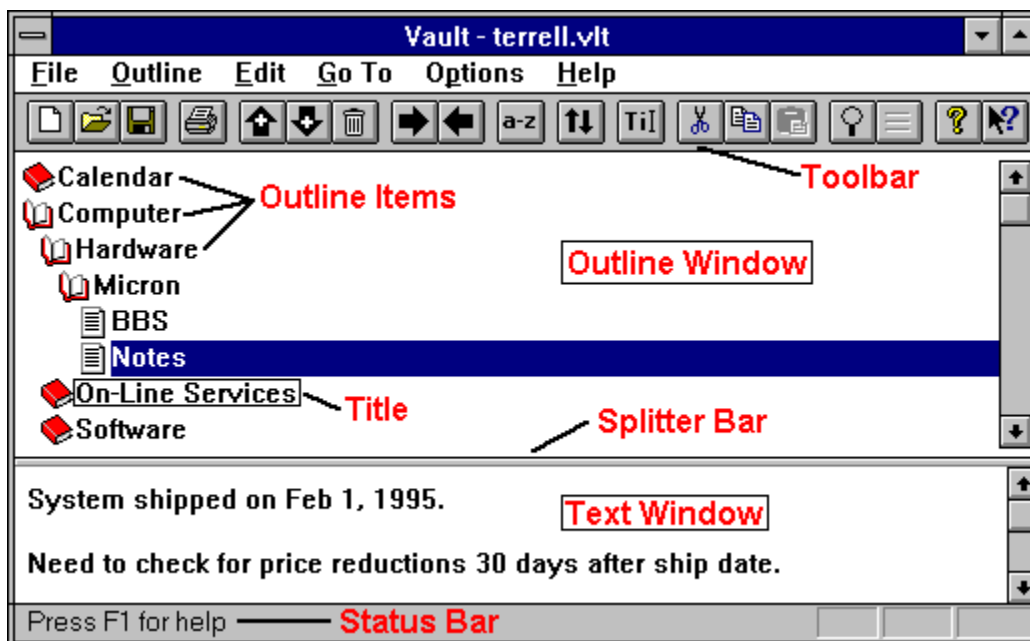 Vault - terrell.vlt
File Outline Edit Go To Options Help
a-z TiI ? ?
Calendar Toolbar
Computer Outline Items
Hardware Outline Window
Micron
BBS
Notes
On-Line Services Title
Software Splitter Bar
System shipped on Feb 1, 1995.
Text Window
Need to check for price reductions 30 days after ship date.
Press F1 for help Status Bar